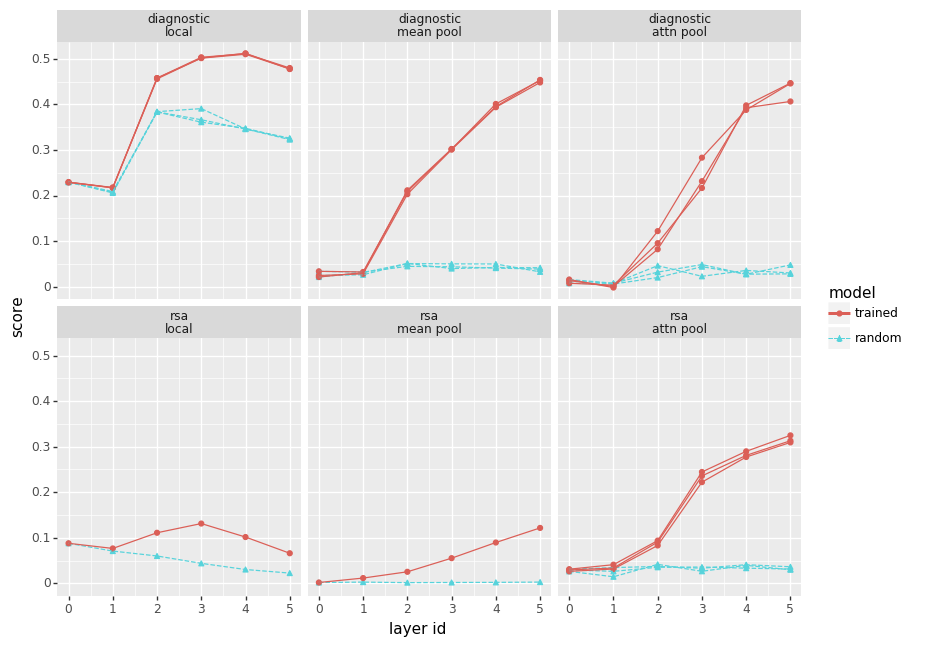 diagnostic
local
diagnostic
mean pool
diagnostic
attn pool
0.5
0.4
0.3
0.2
0.1
0
rsa
local
rsa
mean pool
rsa
attn pool
0.5
0.4
0.3
0.2
0.1
0
0 1 2 3 4 5
0 1 2 3 4 5
0 1 2 3 4 5
layer id
score
model
trained
random